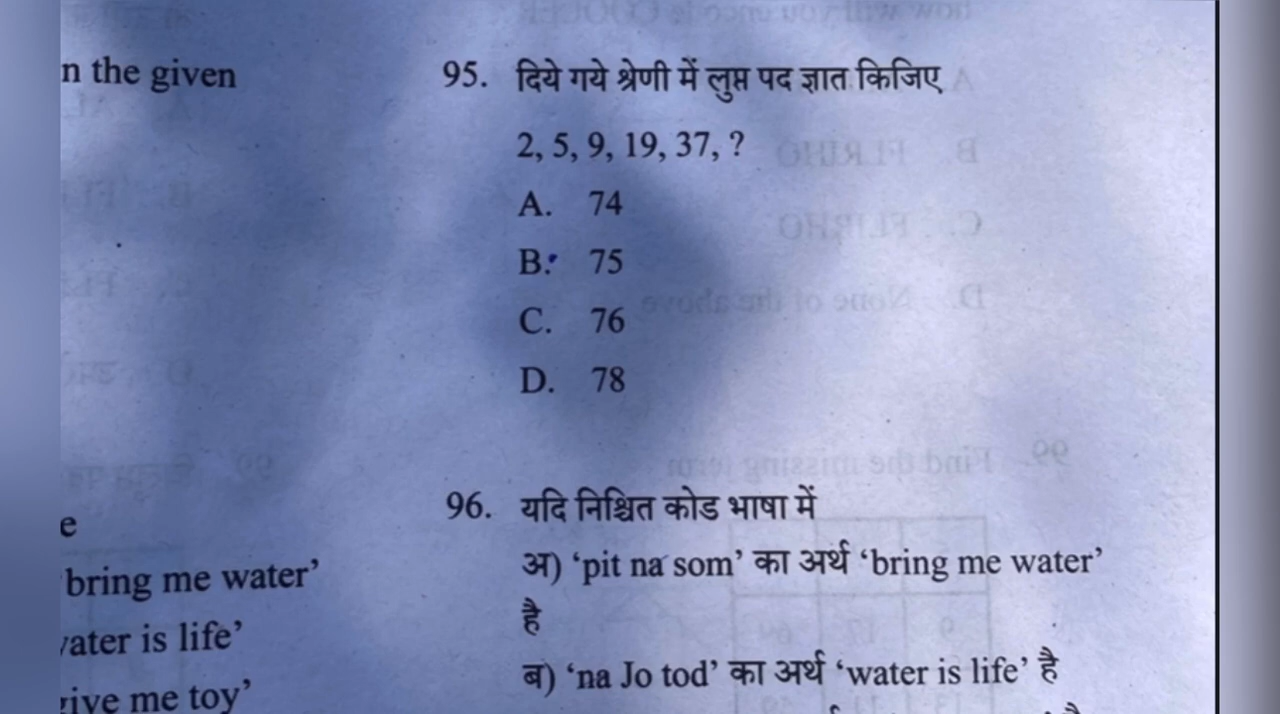 n the given
e
bring me water’
ater is life’
give me toy’
95. दिये गये श्रेणी में लुप्त पद ज्ञात किजिए
2, 5, 9, 19, 37, ?
A. 74
B. 75
C. 76
D. 78
96. यदि निश्चित कोड भाषा में
अ) ‘pit na som’ का अर्थ ‘bring me water’
है
ब) ‘na Jo tod’ का अर्थ ‘water is life’ है